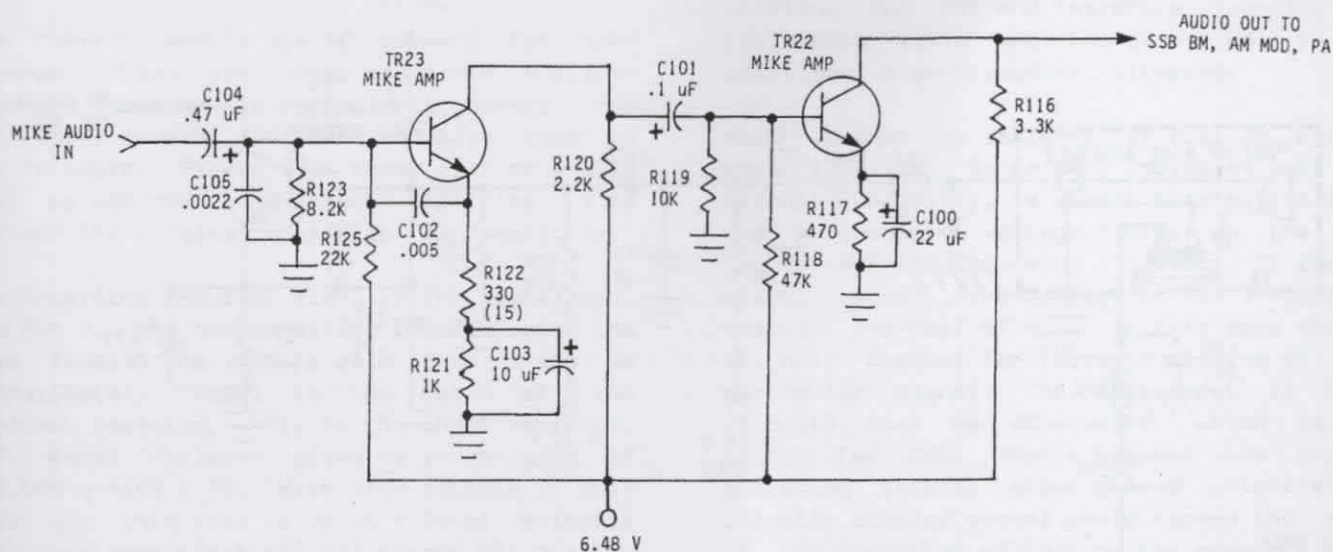 AUDIO OUT TO
SSB BM, AM MOD, PA
TR23
MIKE AMP
TR22
MIKE AMP
C104
.47 uF
+
MIKE AUDIO
IN
C101
.1 uF
+
R116
3.3K
C105
.0022
R123
8.2K
R125
22K
C102
.005
R120
2.2K
R119
10K
R117
470
+
C100
22 uF
R118
47K
R122
330
(15)
R121
1K
C103
10 uF
+
6.48 V